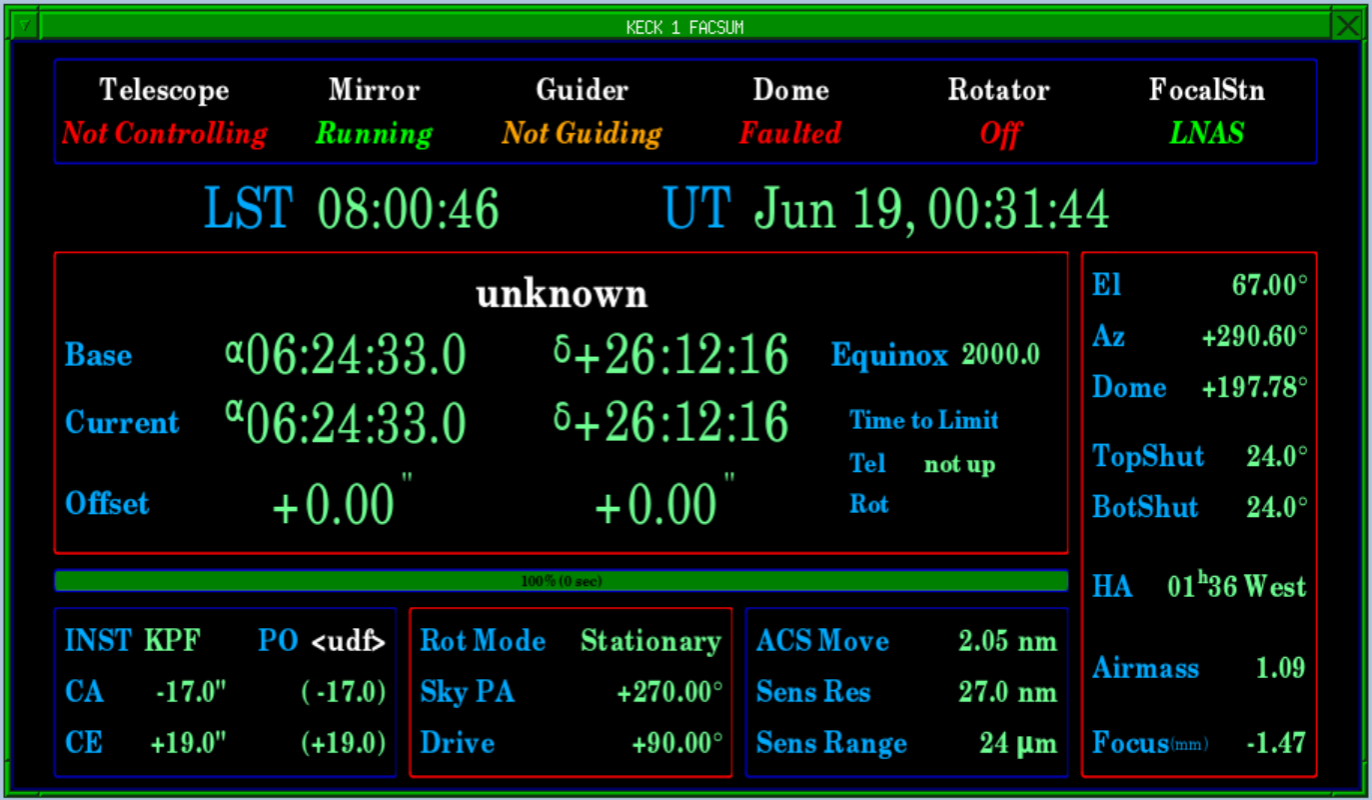 KECK 1 FACSUM
Telescope Mirror Guider Dome Rotator FocalStn
Not Controlling Running Not Guiding Faulted Off LNAS
LST 08:00:46 UT Jun 19, 00:31:44
unknown
Base α06:24:33.0 δ+26:12:16 Equinox 2000.0
Current α06:24:33.0 δ+26:12:16 Time to Limit
Tel not up
Offset +0.00" +0.00" Rot
100% (0 sec)
El 67.00°
Az +290.60°
Dome +197.78°
TopShut 24.0°
BotShut 24.0°
HA 01ʰ36 West
Airmass 1.09
Focus(mm) -1.47
INST KPF PO <udf>
CA -17.0" ( -17.0)
CE +19.0" (+19.0)
Rot Mode Stationary
Sky PA +270.00°
Drive +90.00°
ACS Move 2.05 nm
Sens Res 27.0 nm
Sens Range 24 µm